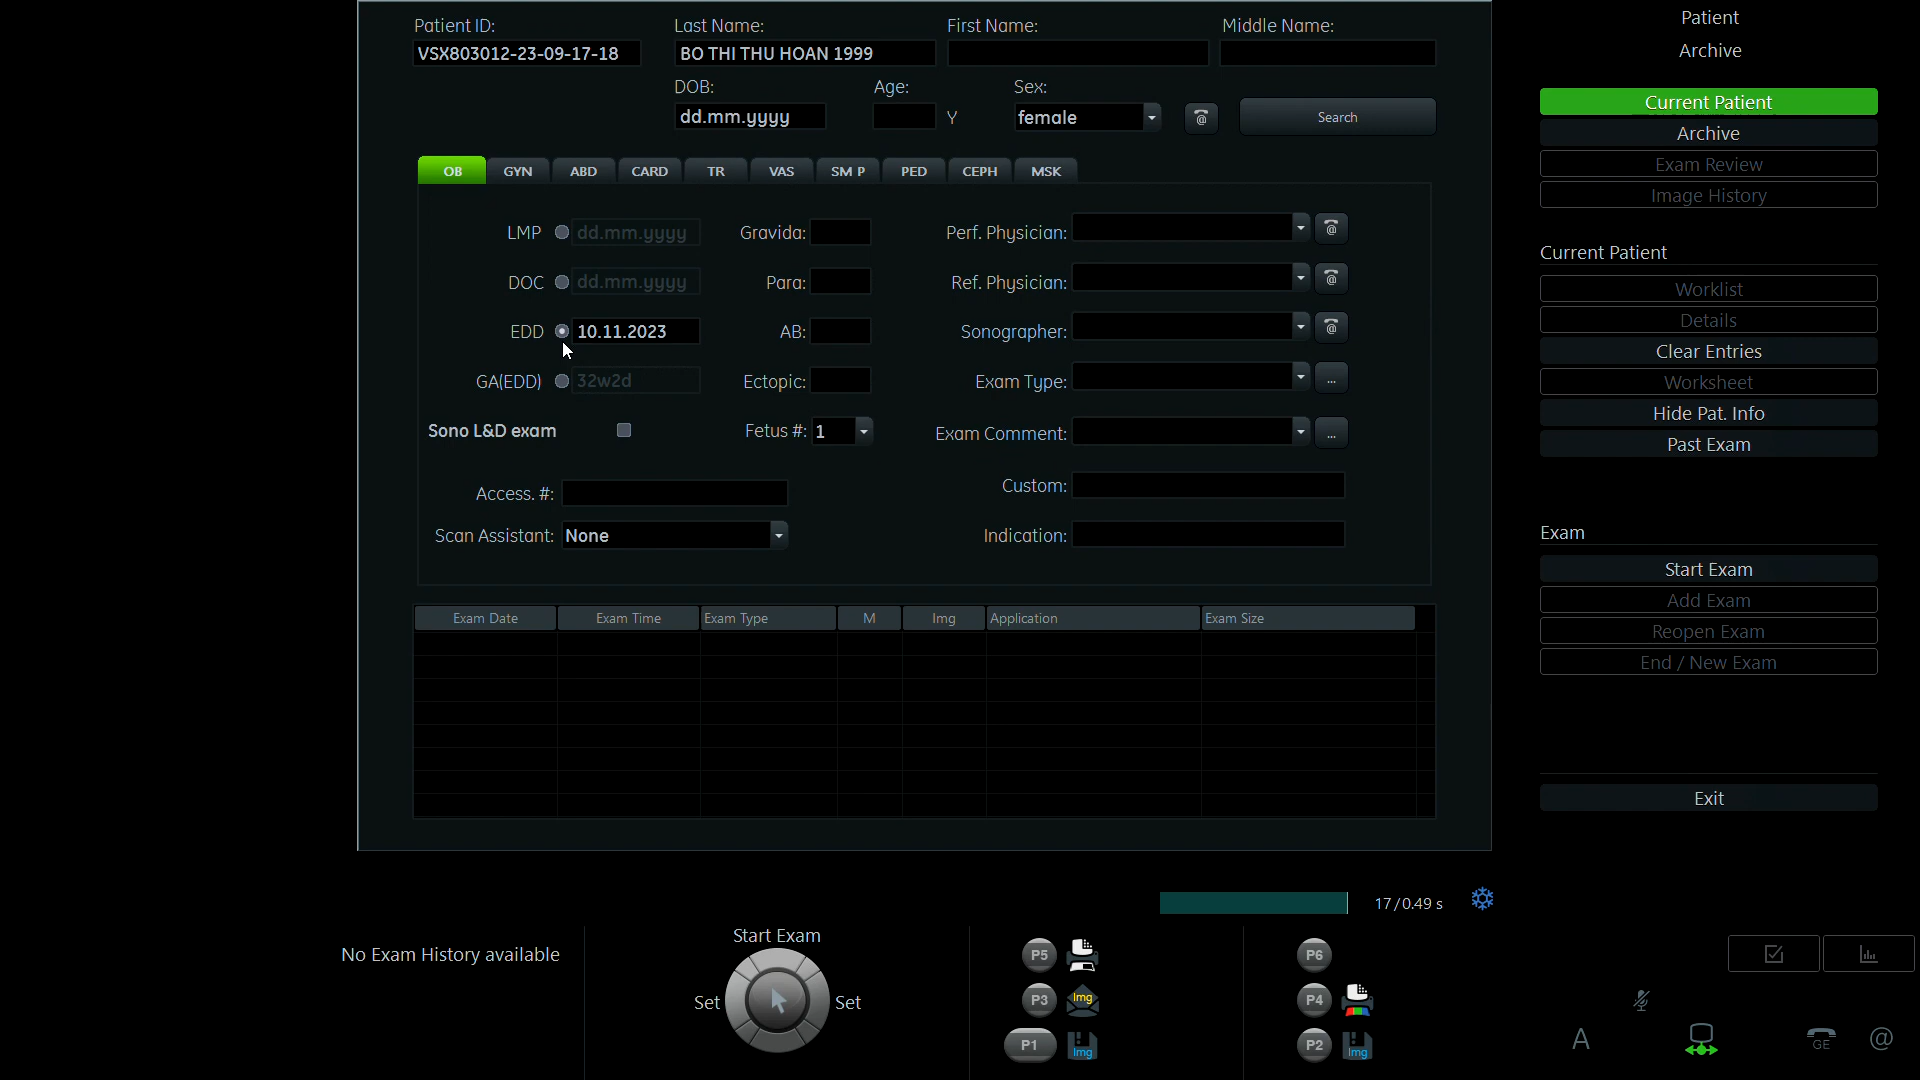 Patient ID: Last Name: First Name: Middle Name:
VSX803012-23-09-17-18 BO THI THU HOAN 1999
DOB: Age: Sex:
dd.mm.yyyy Y female @ Search
OB GYN ABD CARD TR VAS SM P PED CEPH MSK
LMP dd.mm.yyyy Gravida: Perf. Physician: @
DOC dd.mm.yyyy Para: Ref. Physician: @
EDD 10.11.2023 AB: Sonographer: @
GA(EDD) 32w2d Ectopic: Exam Type: ...
Sono L&D exam Fetus #: 1 Exam Comment: ...
Access. #: Custom:
Scan Assistant: None Indication:
Exam Date Exam Time Exam Type M Img Application Exam Size
Patient
Archive
Current Patient
Archive
Exam Review
Image History
Current Patient
Worklist
Details
Clear Entries
Worksheet
Hide Pat. Info
Past Exam
Exam
Start Exam
Add Exam
Reopen Exam
End / New Exam
Exit
17/0.49 s
No Exam History available
Start Exam
Set Set
P5
P3 Img
P1 Img
P6
P4
P2 Img
A GE @